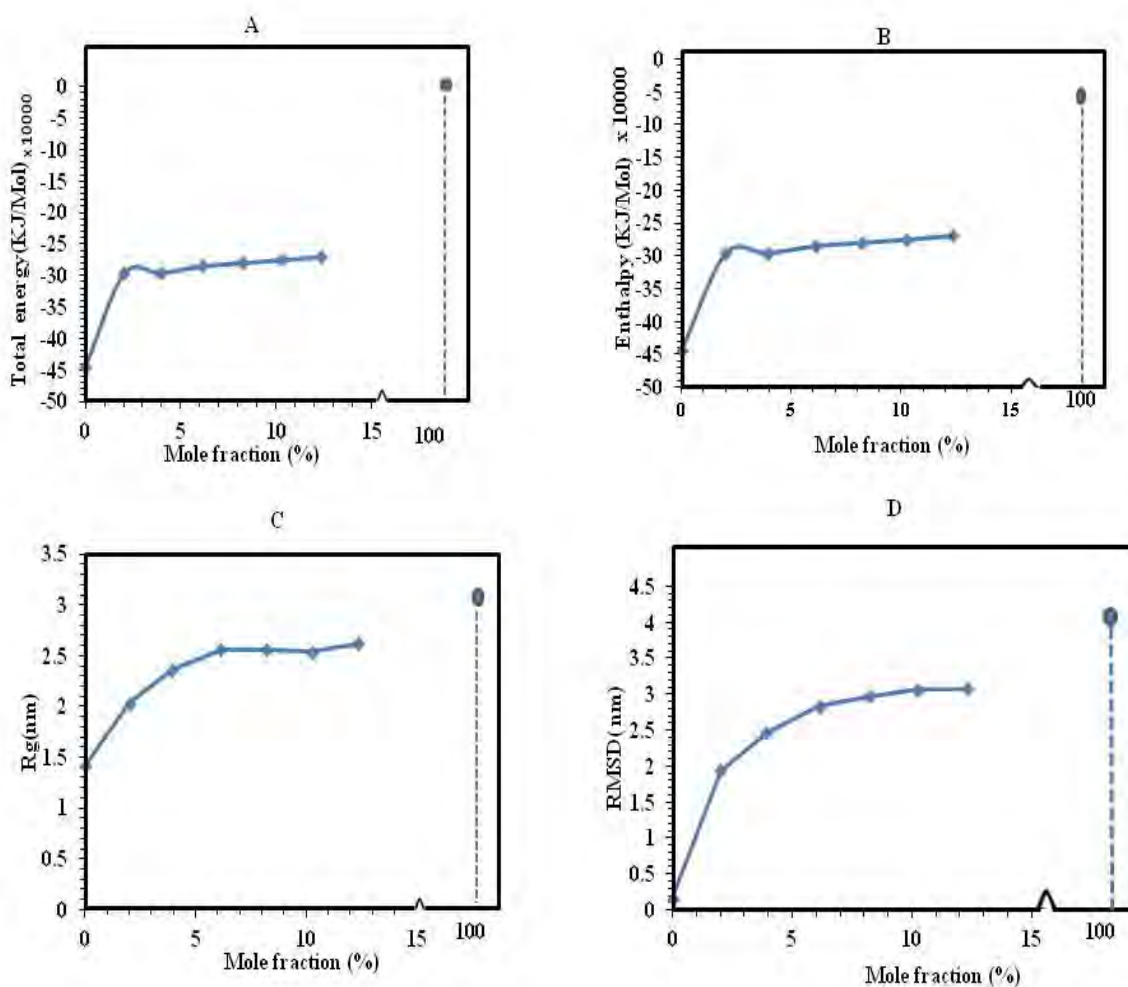 A
Total energy(KJ/Mol) x10000
0
-5
-10
-15
-20
-25
-30
-35
-40
-45
-50
0 5 10 15 100
Mole fraction (%)
B
Enthalpy (KJ/Mol) x 10000
0
-5
-10
-15
-20
-25
-30
-35
-40
-45
-50
0 5 10 15 100
Mole fraction (%)
C
Rg(nm)
3.5
3
2.5
2
1.5
1
0.5
0
0 5 10 15 100
Mole fraction (%)
D
RMSD(nm)
4.5
4
3.5
3
2.5
2
1.5
1
0.5
0
0 5 10 15 100
Mole fraction (%)